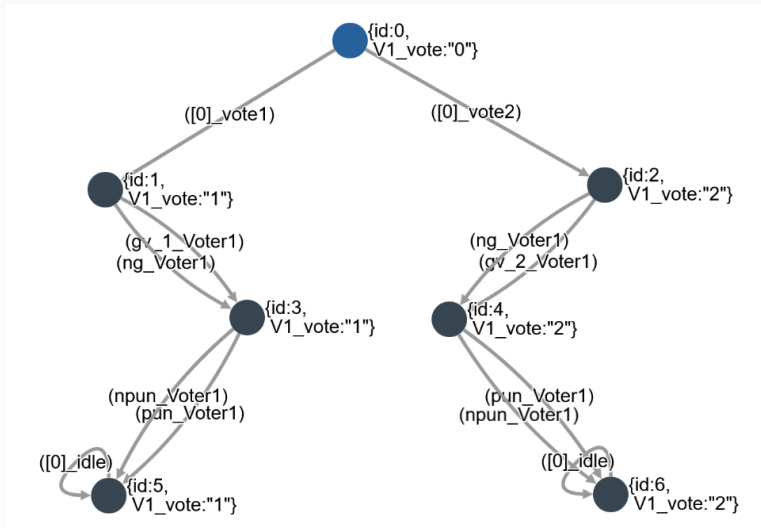 {id:0,
V1_vote:"0"}
([0]_vote1)
([0]_vote2)
{id:1,
V1_vote:"1"}
{id:2,
V1_vote:"2"}
(gv_1_Voter1)
(ng_Voter1)
(ng_Voter1)
(gv_2_Voter1)
{id:3,
V1_vote:"1"}
{id:4,
V1_vote:"2"}
(npun_Voter1)
(pun_Voter1)
(pun_Voter1)
(npun_Voter1)
([0]_idle)
([0]_idle)
{id:5,
V1_vote:"1"}
{id:6,
V1_vote:"2"}